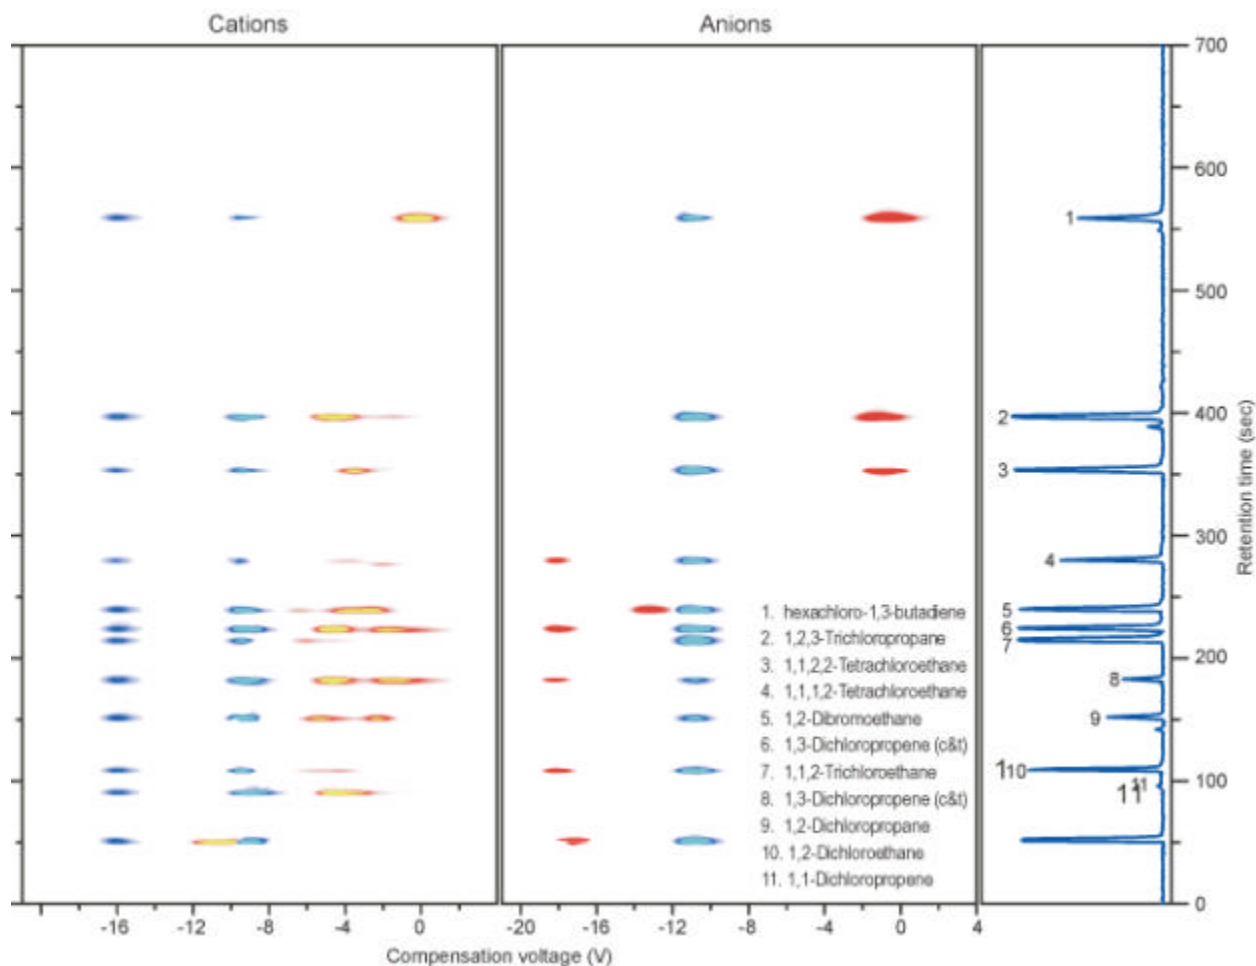 Cations
Anions
700
600
1
500
2
400
3
Retention time (sec)
300
4
5
6
7
200
8
9
1
10
100
11
11
0
1. hexachloro-1,3-butadiene
2. 1,2,3-Trichloropropane
3. 1,1,2,2-Tetrachloroethane
4. 1,1,1,2-Tetrachloroethane
5. 1,2-Dibromoethane
6. 1,3-Dichloropropene (c&t)
7. 1,1,2-Trichloroethane
8. 1,3-Dichloropropene (c&t)
9. 1,2-Dichloropropane
10. 1,2-Dichloroethane
11. 1,1-Dichloropropene
-16 -12 -8 -4 0
-20 -16 -12 -8 -4 0 4
Compensation voltage (V)